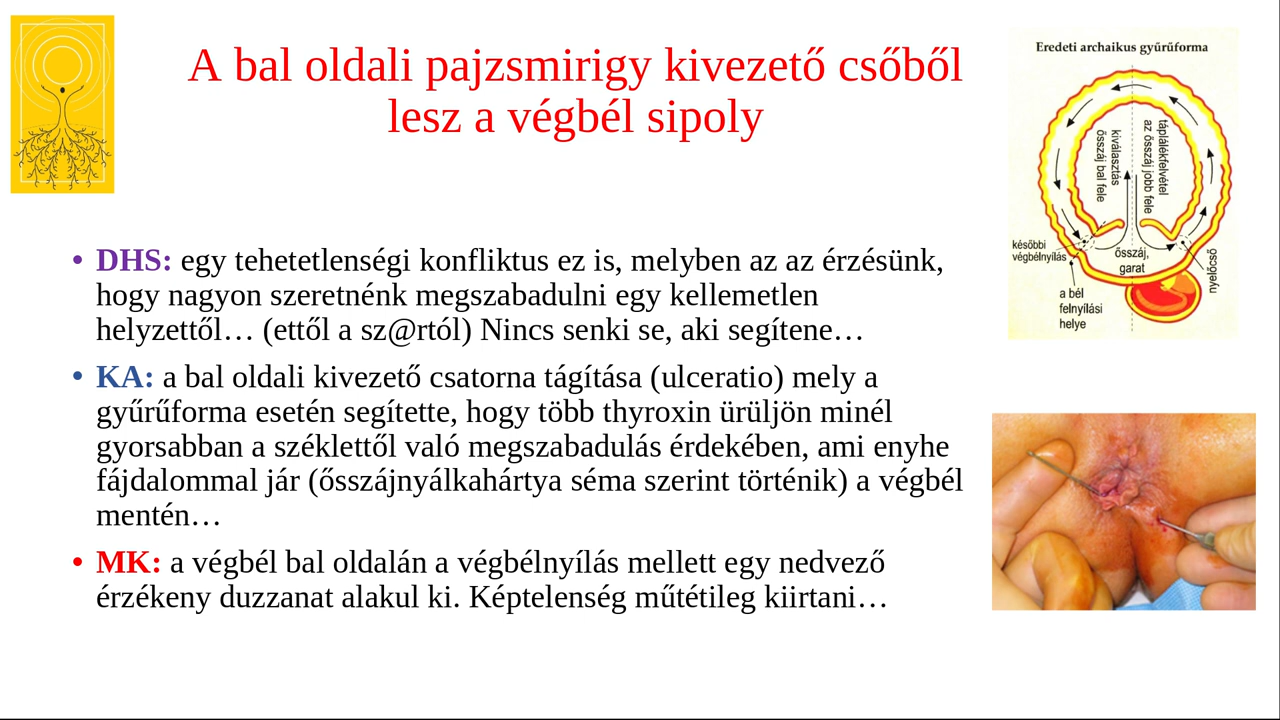 A bal oldali pajzsmirigy kivezető csőből
lesz a végbél sipoly
• DHS: egy tehetetlenségi konfliktus ez is, melyben az az érzésünk,
hogy nagyon szeretnénk megszabadulni egy kellemetlen
helyzettől… (ettől a sz@rtól) Nincs senki se, aki segítene…
• KA: a bal oldali kivezető csatorna tágítása (ulceratio) mely a
gyűrűforma esetén segítette, hogy több thyroxin ürüljön minél
gyorsabban a széklettől való megszabadulás érdekében, ami enyhe
fájdalommal jár (ősszájnyálkahártya séma szerint történik) a végbél
mentén…
• MK: a végbél bal oldalán a végbélnyílás mellett egy nedvező
érzékeny duzzanat alakul ki. Képtelenség műtétileg kiirtani…
Eredeti archaikus gyűrűforma
kiválasztás
ősszáj bal fele
táplálékfelvétel
az ősszáj jobb fele
későbbi
végbélnyílás
ősszáj,
garat
nyelőcső
a bél
felnyílási
helye